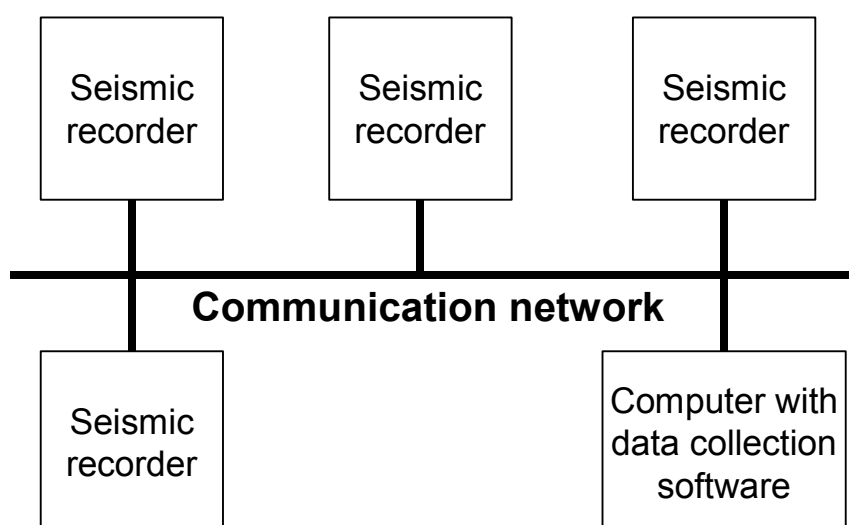 Seismic
recorder
Seismic
recorder
Seismic
recorder
Communication network
Seismic
recorder
Computer with
data collection
software